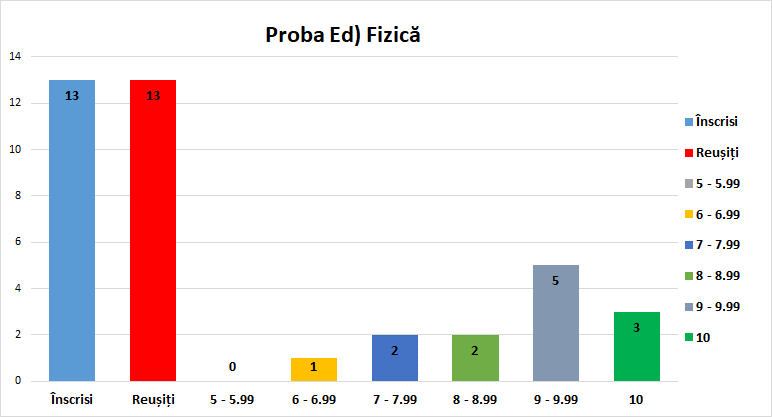 Proba Ed) Fizică
14
12
10
8
6
4
2
0
13
13
0
1
2
2
5
3
Înscrisi
Reușiți
5 - 5.99
6 - 6.99
7 - 7.99
8 - 8.99
9 - 9.99
10
Înscrisi
Reușiți
5 - 5.99
6 - 6.99
7 - 7.99
8 - 8.99
9 - 9.99
10